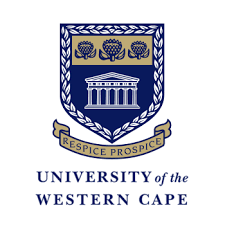 RESPICE PROSPICE
UNIVERSITY of the
WESTERN CAPE